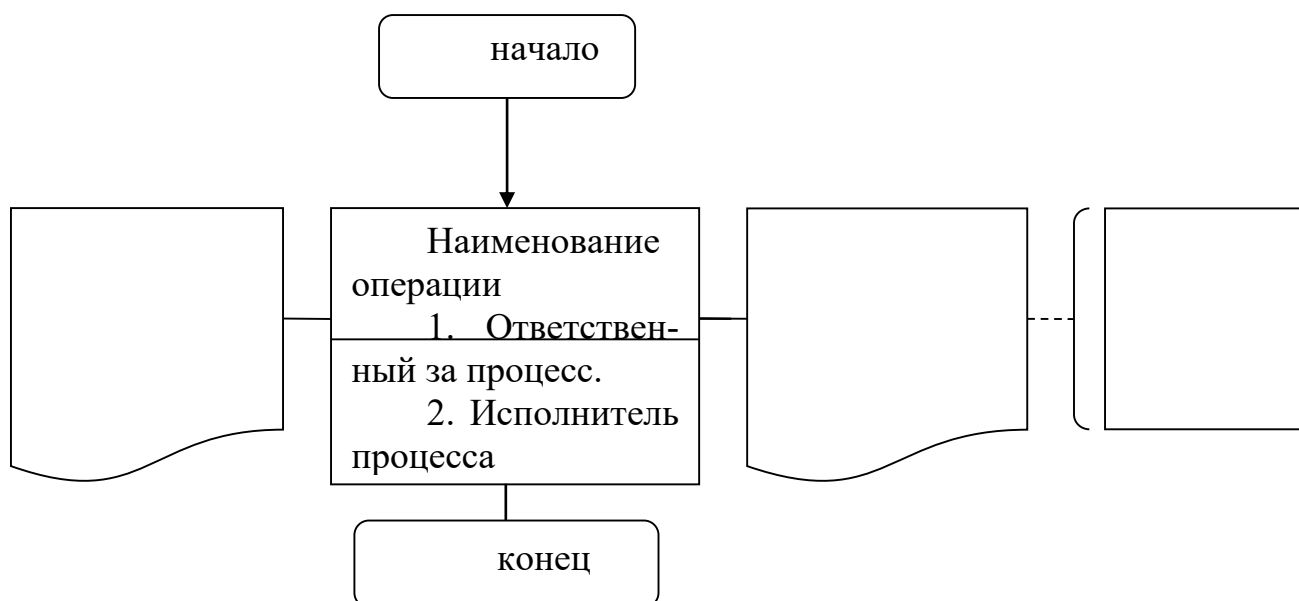 начало
Наименование
операции
1. Ответствен-
ный за процесс.
2. Исполнитель
процесса
конец